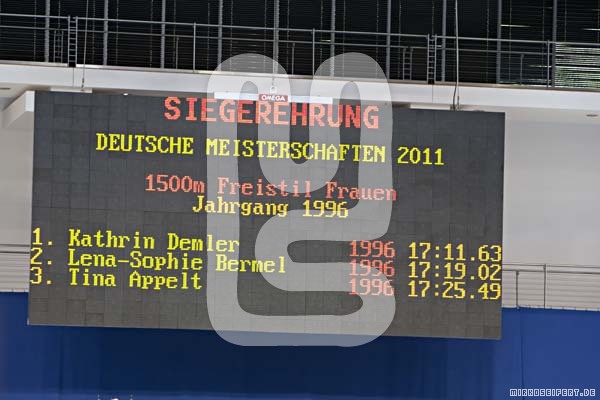 OMEGA
SIEGEREHRUNG
DEUTSCHE MEISTERSCHAFTEN 2011
1500m Freistil Frauen
Jahrgang 1996
1. Kathrin Demler 1996 17:11.63
2. Lena-Sophie Bermel 1996 17:19.02
3. Tina Appelt 1996 17:25.49
MIRKOSEIFERT.DE